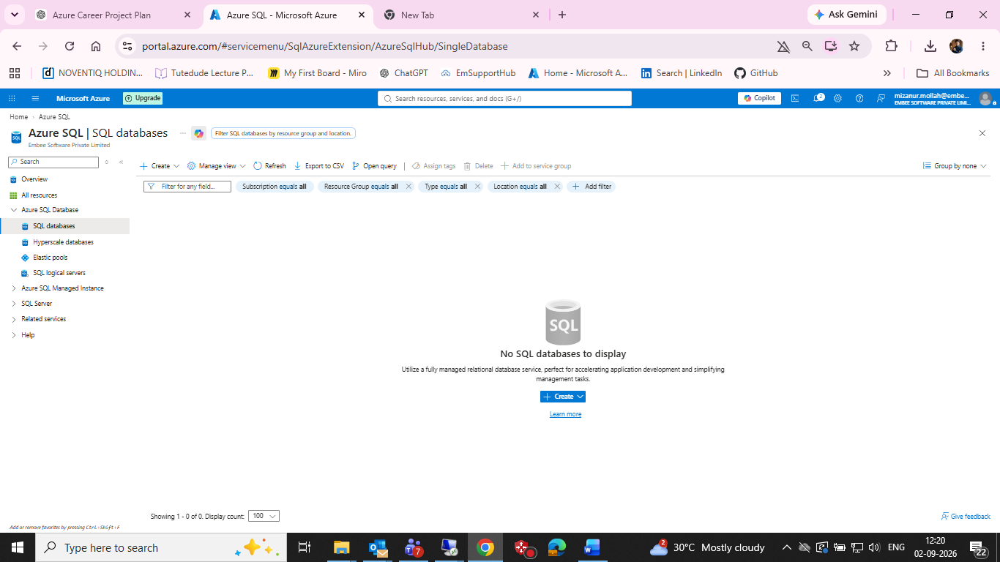 Azure Career Project Plan
Azure SQL - Microsoft Azure
New Tab
Ask Gemini
portal.azure.com/#servicemenu/SqlAzureExtension/AzureSqlHub/SingleDatabase
NOVENTIQ HOLDIN...
Tutedude Lecture P...
My First Board - Miro
ChatGPT
EmSupportHub
Home - Microsoft A...
Search | LinkedIn
GitHub
All Bookmarks
Microsoft Azure
Upgrade
Search resources, services, and docs (G+/)
Copilot
2
mizanur.mollah@embe...
EMBEE SOFTWARE PRIVATE LIMI...
Home > Azure SQL
SQL
Azure SQL | SQL databases
...
Filter SQL databases by resource group and location.
Embee Software Private Limited
Search
Create
Manage view
Refresh
Export to CSV
Open query
Assign tags
Delete
Add to service group
Group by none
Overview
All resources
Azure SQL Database
SQL databases
Hyperscale databases
Elastic pools
SQL logical servers
Azure SQL Managed Instance
SQL Server
Related services
Help
Filter for any field...
Subscription equals all
Resource Group equals all
Type equals all
Location equals all
Add filter
SQL
No SQL databases to display
Utilize a fully managed relational database service, perfect for accelerating application development and simplifying
management tasks.
Create
Learn more
Showing 1 - 0 of 0. Display count:
100
Give feedback
Add or remove favorites by pressing Ctrl+Shift+F
Type here to search
7
2
30°C Mostly cloudy
ENG
12:20
02-09-2026
22